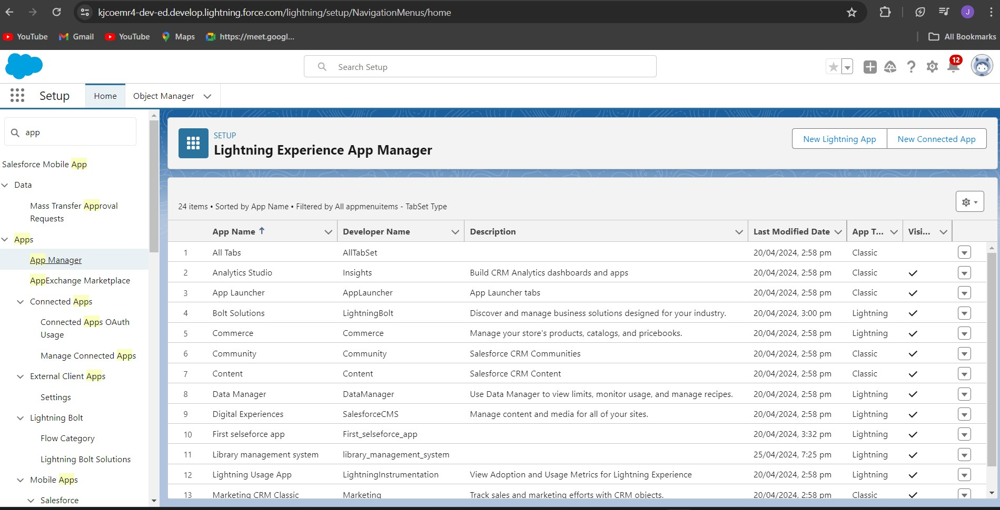 kjcoemr4-dev-ed.develop.lightning.force.com/lightning/setup/NavigationMenus/home
J
YouTube Gmail YouTube Maps https://meet.googl... All Bookmarks
Search Setup
12
Setup Home Object Manager
app
Salesforce Mobile App
Data
Mass Transfer Approval
Requests
Apps
App Manager
AppExchange Marketplace
Connected Apps
Connected Apps OAuth
Usage
Manage Connected Apps
External Client Apps
Settings
Lightning Bolt
Flow Category
Lightning Bolt Solutions
Mobile Apps
Salesforce
SETUP
Lightning Experience App Manager
New Lightning App New Connected App
24 items • Sorted by App Name • Filtered by All appmenuitems - TabSet Type
App Name Developer Name Description Last Modified Date App T... Visi...
1 All Tabs AllTabSet 20/04/2024, 2:58 pm Classic
2 Analytics Studio Insights Build CRM Analytics dashboards and apps 20/04/2024, 2:58 pm Classic
3 App Launcher AppLauncher App Launcher tabs 20/04/2024, 2:58 pm Classic
4 Bolt Solutions LightningBolt Discover and manage business solutions designed for your industry. 20/04/2024, 3:00 pm Lightning
5 Commerce Commerce Manage your store's products, catalogs, and pricebooks. 20/04/2024, 2:58 pm Lightning
6 Community Community Salesforce CRM Communities 20/04/2024, 2:58 pm Classic
7 Content Content Salesforce CRM Content 20/04/2024, 2:58 pm Classic
8 Data Manager DataManager Use Data Manager to view limits, monitor usage, and manage recipes. 20/04/2024, 2:58 pm Lightning
9 Digital Experiences SalesforceCMS Manage content and media for all of your sites. 20/04/2024, 2:58 pm Lightning
10 First selseforce app First_selseforce_app 20/04/2024, 3:32 pm Lightning
11 Library management system library_management_system 25/04/2024, 7:25 pm Lightning
12 Lightning Usage App LightningInstrumentation View Adoption and Usage Metrics for Lightning Experience 20/04/2024, 2:58 pm Lightning
13 Marketing CRM Classic Marketing Track sales and marketing efforts with CRM objects. 20/04/2024, 2:58 pm Classic